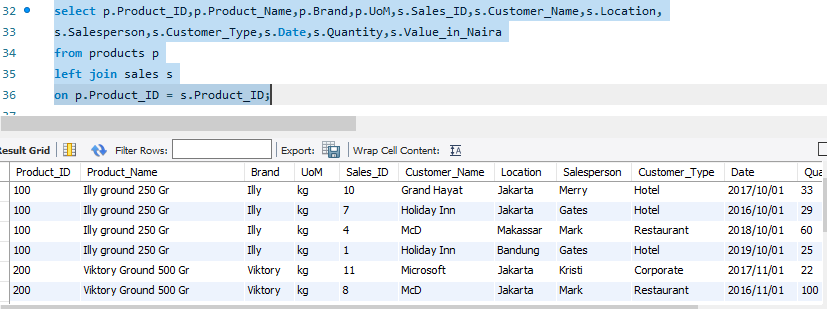 32 select p.Product_ID,p.Product_Name,p.Brand,p.UoM,s.Sales_ID,s.Customer_Name,s.Location,
33 s.Salesperson,s.Customer_Type,s.Date,s.Quantity,s.Value_in_Naira
34 from products p
35 left join sales s
36 on p.Product_ID = s.Product_ID;
Result Grid Filter Rows: Export: Wrap Cell Content: IA
Product_ID Product_Name Brand UoM Sales_ID Customer_Name Location Salesperson Customer_Type Date Qua
100 Illy ground 250 Gr Illy kg 10 Grand Hayat Jakarta Merry Hotel 2017/10/01 33
100 Illy ground 250 Gr Illy kg 7 Holiday Inn Jakarta Gates Hotel 2016/10/01 29
100 Illy ground 250 Gr Illy kg 4 McD Makassar Mark Restaurant 2018/10/01 60
100 Illy ground 250 Gr Illy kg 1 Holiday Inn Bandung Gates Hotel 2019/10/01 25
200 Viktory Ground 500 Gr Viktory kg 11 Microsoft Jakarta Kristi Corporate 2017/11/01 22
200 Viktory Ground 500 Gr Viktory kg 8 McD Jakarta Mark Restaurant 2016/11/01 100